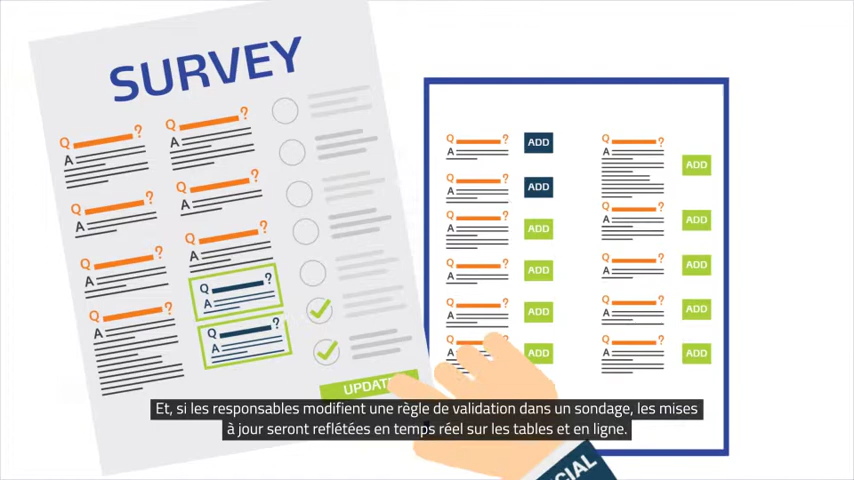 SURVEY
Q ? Q ?
A A
Q ? Q ?
A A
Q ? Q ?
A A
Q ? Q ?
A A
Q ?
A
Q ? ADD Q ?
A A ADD
Q ? ADD
A
Q ? ADD Q ? ADD
A A
Q ? ADD Q ? ADD
A A
Q ? ADD Q ? ADD
A A
Q ADD Q ? ADD
A A
Et, si les responsables modifient une règle de validation dans un sondage, les mises
à jour seront reflétées en temps réel sur les tables et en ligne.